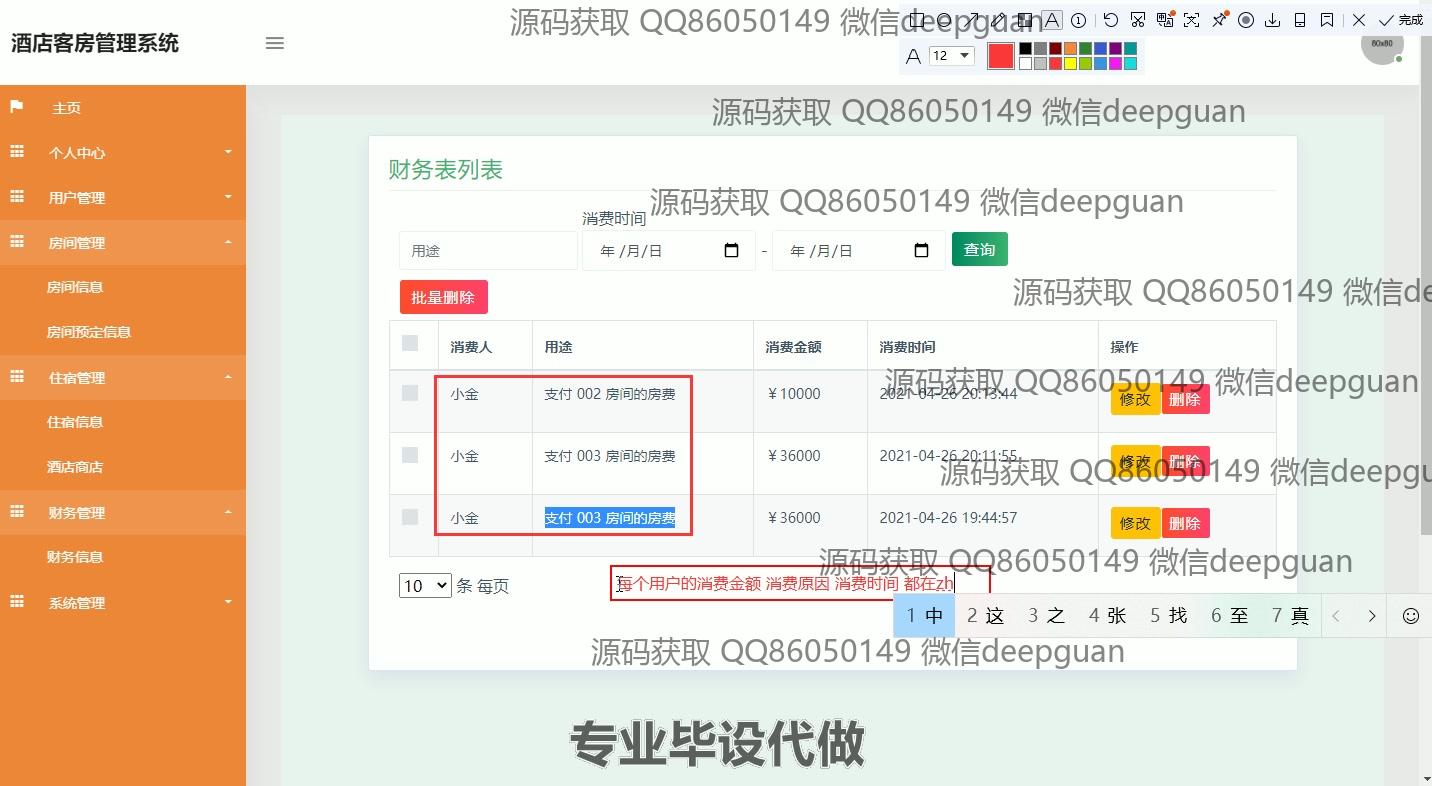 源码获取 QQ86050149 微信deepguan
完成
酒店客房管理系统
12
80x80
源码获取 QQ86050149 微信deepguan
主页
个人中心
用户管理
房间管理
房间信息
房间预定信息
住宿管理
住宿信息
酒店商店
财务管理
财务信息
系统管理
财务表列表
源码获取 QQ86050149 微信deepguan
消费时间
用途 年/月/日 - 年/月/日 查询
源码获取 QQ86050149 微信de
批量删除
消费人 用途 消费金额 消费时间 操作
源码获取 QQ86050149 微信deepguan
小金 支付 002 房间的房费 ￥10000 2021-04-26 20:13:44 修改 删除
小金 支付 003 房间的房费 ￥36000 2021-04-26 20:11:55 修改 删除
源码获取 QQ86050149 微信deepgu
小金 支付 003 房间的房费 ￥36000 2021-04-26 19:44:57 修改 删除
源码获取 QQ86050149 微信deepguan
10 条 每页
每个用户的消费金额 消费原因 消费时间 都在zh
1 中 2 这 3 之 4 张 5 找 6 至 7 真
源码获取 QQ86050149 微信deepguan
专业毕设代做